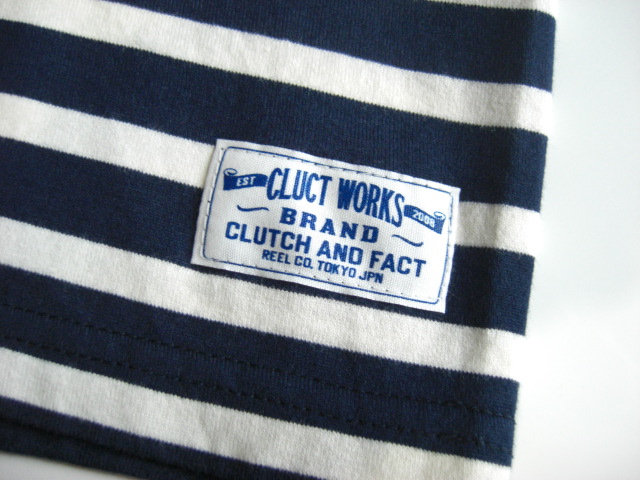 EST CLUCT WORKS 2008
BRAND
CLUTCH AND FACT
REEL CO. TOKYO JPN